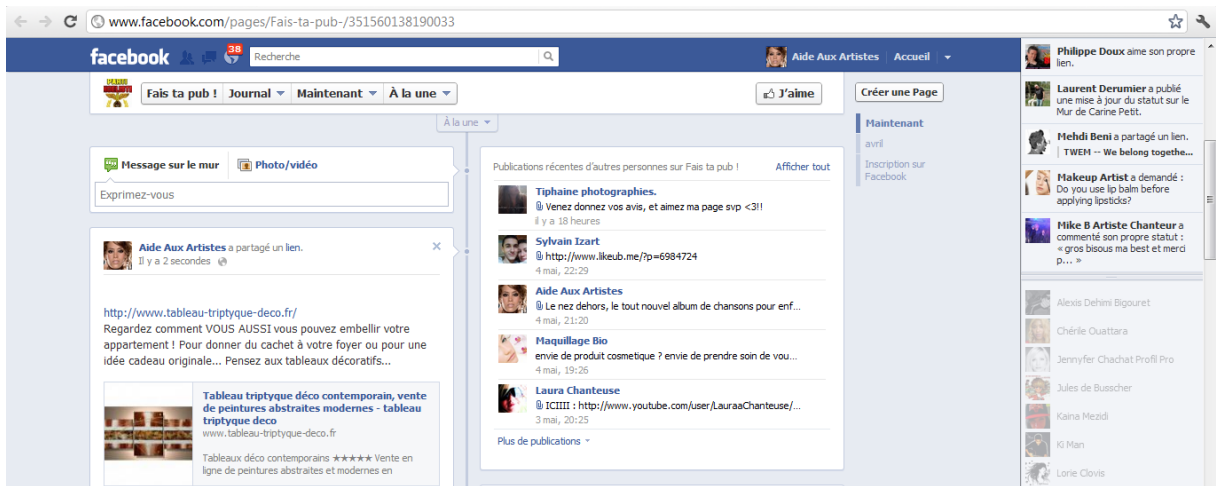 www.facebook.com/pages/Fais-ta-pub-/351560138190033
facebook
38
Recherche
Aide Aux Artistes
Accueil
Fais ta pub !
Journal
Maintenant
À la une
J'aime
Créer une Page
À la une
Maintenant
avril
Inscription sur
Facebook
Message sur le mur
Photo/vidéo
Exprimez-vous
Aide Aux Artistes a partagé un lien.
Il y a 2 secondes
http://www.tableau-triptyque-deco.fr/
Regardez comment VOUS AUSSI vous pouvez embellir votre
appartement ! Pour donner du cachet à votre foyer ou pour une
idée cadeau originale... Pensez aux tableaux décoratifs...
Tableau triptyque déco contemporain, vente
de peintures abstraites modernes - tableau
triptyque deco
www.tableau-triptyque-deco.fr
Tableaux déco contemporains ★★★★★ Vente en
ligne de peintures abstraites et modernes en
Publications récentes d'autres personnes sur Fais ta pub !
Afficher tout
Tiphaine photographies.
Venez donnez vos avis, et aimez ma page svp <3!!
il y a 18 heures
Sylvain Izart
http://www.likeub.me/?p=6984724
4 mai, 22:29
Aide Aux Artistes
Le nez dehors, le tout nouvel album de chansons pour enf...
4 mai, 21:20
Maquillage Bio
envie de produit cosmetique ? envie de prendre soin de vou...
4 mai, 19:26
Laura Chanteuse
ICIIII : http://www.youtube.com/user/LauraaChanteuse/...
3 mai, 20:25
Plus de publications
Philippe Doux aime son propre
lien.
Laurent Derumier a publié
une mise à jour du statut sur le
Mur de Carine Petit.
Mehdi Beni a partagé un lien.
TWEM -- We belong togethe...
Makeup Artist a demandé :
Do you use lip balm before
applying lipsticks?
Mike B Artiste Chanteur a
commenté son propre statut :
« gros bisous ma best et merci
p... »
Alexis Dehimi Bigouret
Chérile Ouattara
Jennyfer Chachat Profil Pro
Jules de Busscher
Kaina Mezidi
Ki Man
Lorie Clovis